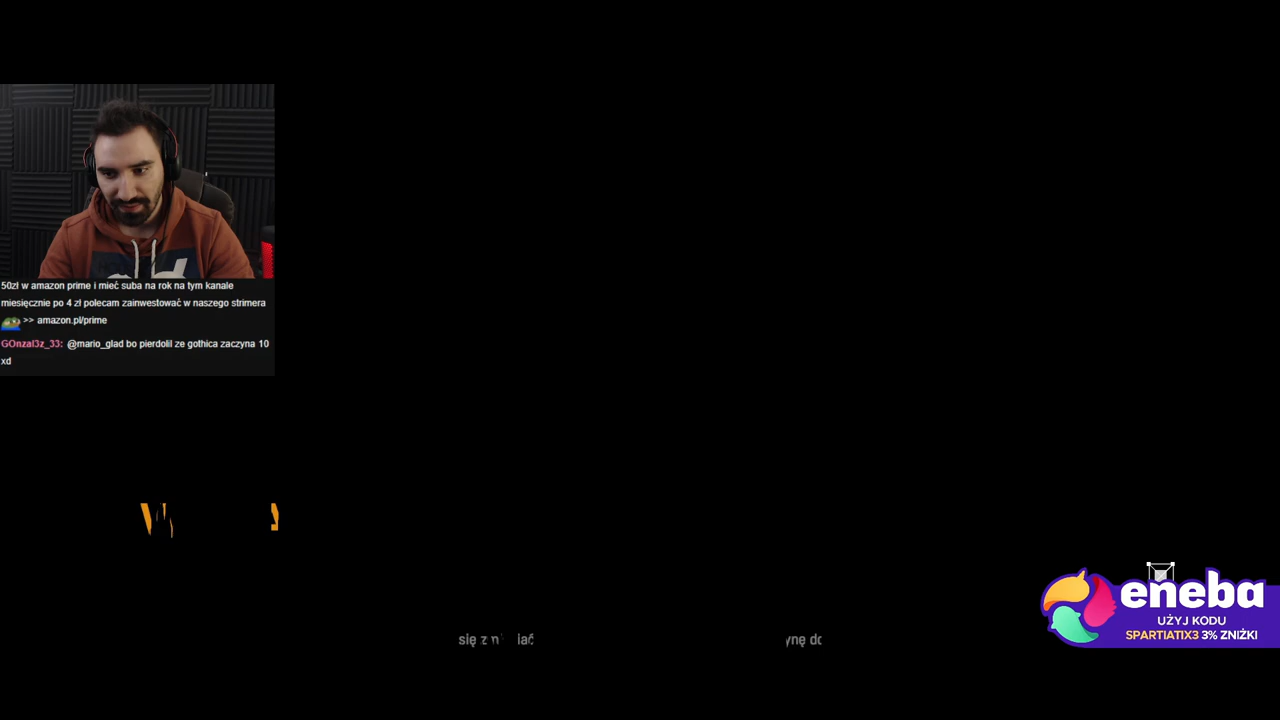 50zł w amazon prime i mieć suba na rok na tym kanale
miesięcznie po 4 zł polecam zainwestować w naszego strimera
>> amazon.pl/prime
GOnzal3z_33: @mario_glad bo pierdolil ze gothica zaczyna 10
xd
się
eneba
UŻYJ KODU
SPARTIATIX3 3% ZNIŻKI